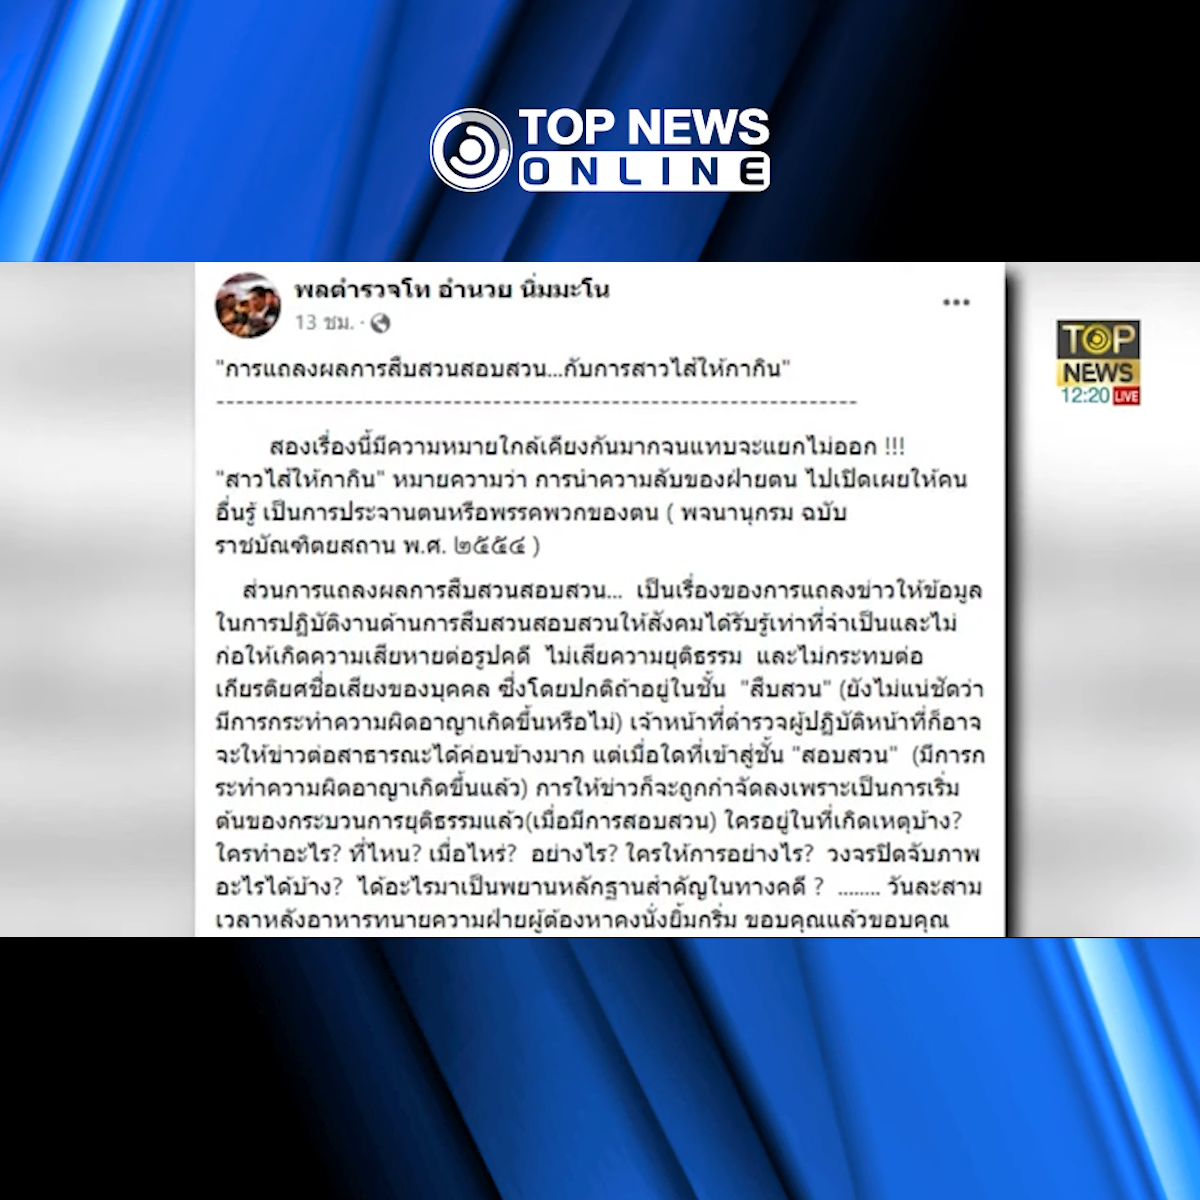 TOP NEWS
ONLINE
พลตำรวจโท อำนวย นิ่มมะโน
13 ชม. ·
"การแถลงผลการสืบสวนสอบสวน...กับการสาวไส้ให้กากิน"
----------------------------------------------------------------
สองเรื่องนี้มีความหมายใกล้เคียงกันมากจนแทบจะแยกไม่ออก !!!
"สาวไส้ให้กากิน" หมายความว่า การนำความลับของฝ่ายตน ไปเปิดเผยให้คน
อื่นรู้ เป็นการประจานตนหรือพรรคพวกของตน ( พจนานุกรม ฉบับ
ราชบัณฑิตยสถาน พ.ศ. ๒๕๕๔ )
ส่วนการแถลงผลการสืบสวนสอบสวน... เป็นเรื่องของการแถลงข่าวให้ข้อมูล
ในการปฏิบัติงานด้านการสืบสวนสอบสวนให้สังคมได้รับรู้เท่าที่จำเป็นและไม่
ก่อให้เกิดความเสียหายต่อรูปคดี ไม่เสียความยุติธรรม และไม่กระทบต่อ
เกียรติยศชื่อเสียงของบุคคล ซึ่งโดยปกติถ้าอยู่ในชั้น "สืบสวน" (ยังไม่แน่ชัดว่า
มีการกระทำความผิดอาญาเกิดขึ้นหรือไม่) เจ้าหน้าที่ตำรวจผู้ปฏิบัติหน้าที่ก็อาจ
จะให้ข่าวต่อสาธารณะได้ค่อนข้างมาก แต่เมื่อใดที่เข้าสู่ชั้น "สอบสวน" (มีการก
ระทำความผิดอาญาเกิดขึ้นแล้ว) การให้ข่าวก็จะถูกกำจัดลงเพราะเป็นการเริ่ม
ต้นของกระบวนการยุติธรรมแล้ว(เมื่อมีการสอบสวน) ใครอยู่ในที่เกิดเหตุบ้าง?
ใครทำอะไร? ที่ไหน? เมื่อไหร่? อย่างไร? ใครให้การอย่างไร? วงจรปิดจับภาพ
อะไรได้บ้าง? ได้อะไรมาเป็นพยานหลักฐานสำคัญในทางคดี ? ........ วันละสาม
เวลาหลังอาหารทนายความฝ่ายผู้ต้องหาคงนั่งยิ้มกริ่ม ขอบคุณแล้วขอบคุณ
TOP
NEWS
12:20 LIVE